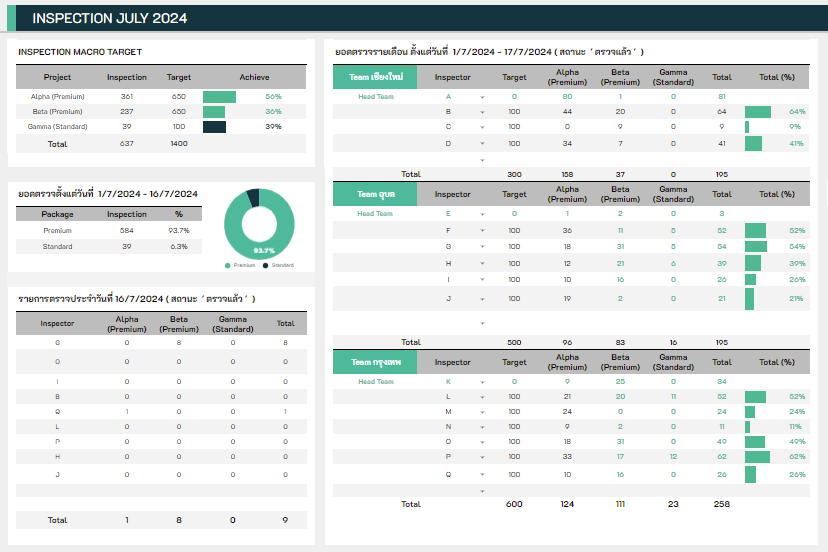 INSPECTION JULY 2024
INSPECTION MACRO TARGET
Project Inspection Target Achieve
Alpha (Premium) 361 650 56%
Beta (Premium) 237 650 36%
Gamma (Standard) 39 100 39%
Total 637 1400
ยอดตรวจตั้งแต่วันที่ 1/7/2024 - 16/7/2024
Package Inspection %
Premium 584 93.7%
Standard 39 6.3%
93.7%
Premium Standard
รายการตรวจประจำวันที่ 16/7/2024 ( สถานะ ‘ ตรวจแล้ว ’ )
Inspector Alpha (Premium) Beta (Premium) Gamma (Standard) Total
G 0 8 0 8
O 0 0 0 0
I 0 0 0 0
B 0 0 0 0
Q 1 0 0 1
L 0 0 0 0
P 0 0 0 0
H 0 0 0 0
J 0 0 0 0
Total 1 8 0 9
ยอดตรวจรายเดือน ตั้งแต่วันที่ 1/7/2024 - 17/7/2024 ( สถานะ ‘ ตรวจแล้ว ’ )
Team เชียงใหม่ Inspector Target Alpha (Premium) Beta (Premium) Gamma (Standard) Total Total (%)
Head Team A 0 80 1 0 81
B 100 44 20 0 64 64%
C 100 0 9 0 9 9%
D 100 34 7 0 41 41%
Total 300 158 37 0 195
Team อุบล Inspector Target Alpha (Premium) Beta (Premium) Gamma (Standard) Total Total (%)
Head Team E 0 1 2 0 3
F 100 36 11 5 52 52%
G 100 18 31 5 54 54%
H 100 12 21 6 39 39%
I 100 10 16 0 26 26%
J 100 19 2 0 21 21%
Total 500 96 83 16 195
Team กรุงเทพ Inspector Target Alpha (Premium) Beta (Premium) Gamma (Standard) Total Total (%)
Head Team K 0 9 25 0 34
L 100 21 20 11 52 52%
M 100 24 0 0 24 24%
N 100 9 2 0 11 11%
O 100 18 31 0 49 49%
P 100 33 17 12 62 62%
Q 100 10 16 0 26 26%
Total 600 124 111 23 258